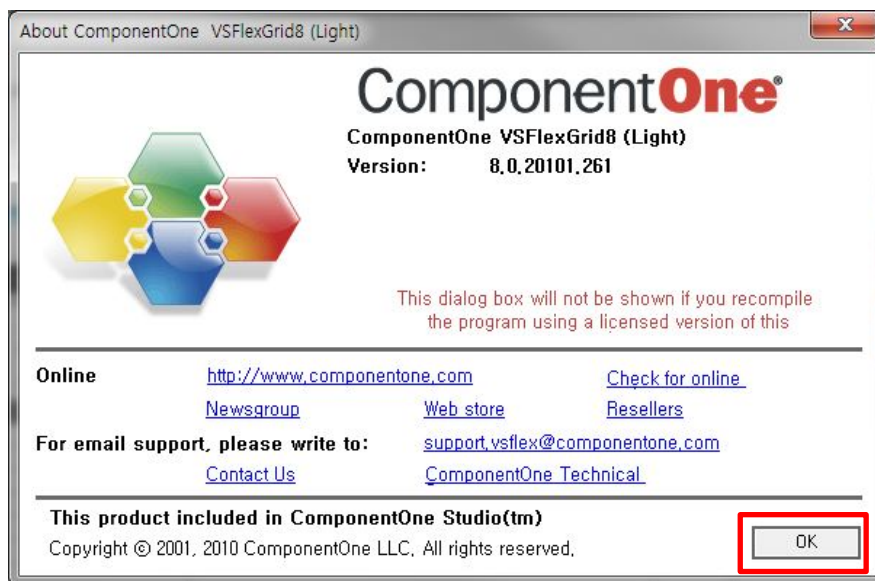 About ComponentOne VSFlexGrid8 (Light)
x
ComponentOne®
ComponentOne VSFlexGrid8 (Light)
Version: 8.0.20101.261
This dialog box will not be shown if you recompile
the program using a licensed version of this
Online http://www.componentone.com Check for online
Newsgroup Web store Resellers
For email support, please write to: support.vsflex@componentone.com
Contact Us ComponentOne Technical
This product included in ComponentOne Studio(tm)
Copyright © 2001, 2010 ComponentOne LLC. All rights reserved.
OK